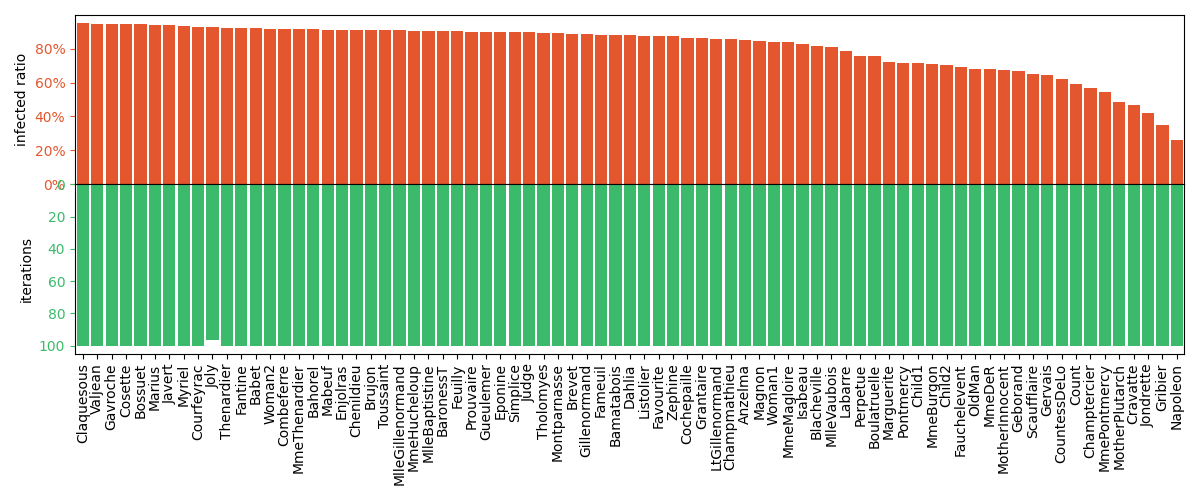 infected ratio
80%
60%
40%
20%
0%
0
20
40
60
80
100
iterations
Claquesous
Valjean
Gavroche
Cosette
Bossuet
Marius
Javert
Myriel
Courfeyrac
Joly
Thenardier
Fantine
Babet
Woman2
Combeferre
MmeThenardier
Bahorel
Mabeuf
Enjolras
Chenildieu
Brujon
Toussaint
MlleGillenormand
MmeHucheloup
MlleBaptistine
BaronessT
Feuilly
Prouvaire
Gueulemer
Eponine
Simplice
Judge
Tholomyes
Montparnasse
Brevet
Gillenormand
Fameuil
Bamatabois
Dahlia
Listolier
Favourite
Zephine
Cochepaille
Grantaire
LtGillenormand
Champmathieu
Anzelma
Magnon
Woman1
MmeMagloire
Isabeau
Blacheville
MlleVaubois
Labarre
Perpetue
Boulatruelle
Marguerite
Pontmercy
Child1
MmeBurgon
Child2
Fauchelevent
OldMan
MmeDeR
MotherInnocent
Geborand
Scaufflaire
Gervais
CountessDeLo
Count
Champtercier
MmePontmercy
MotherPlutarch
Cravatte
Jondrette
Gribier
Napoleon